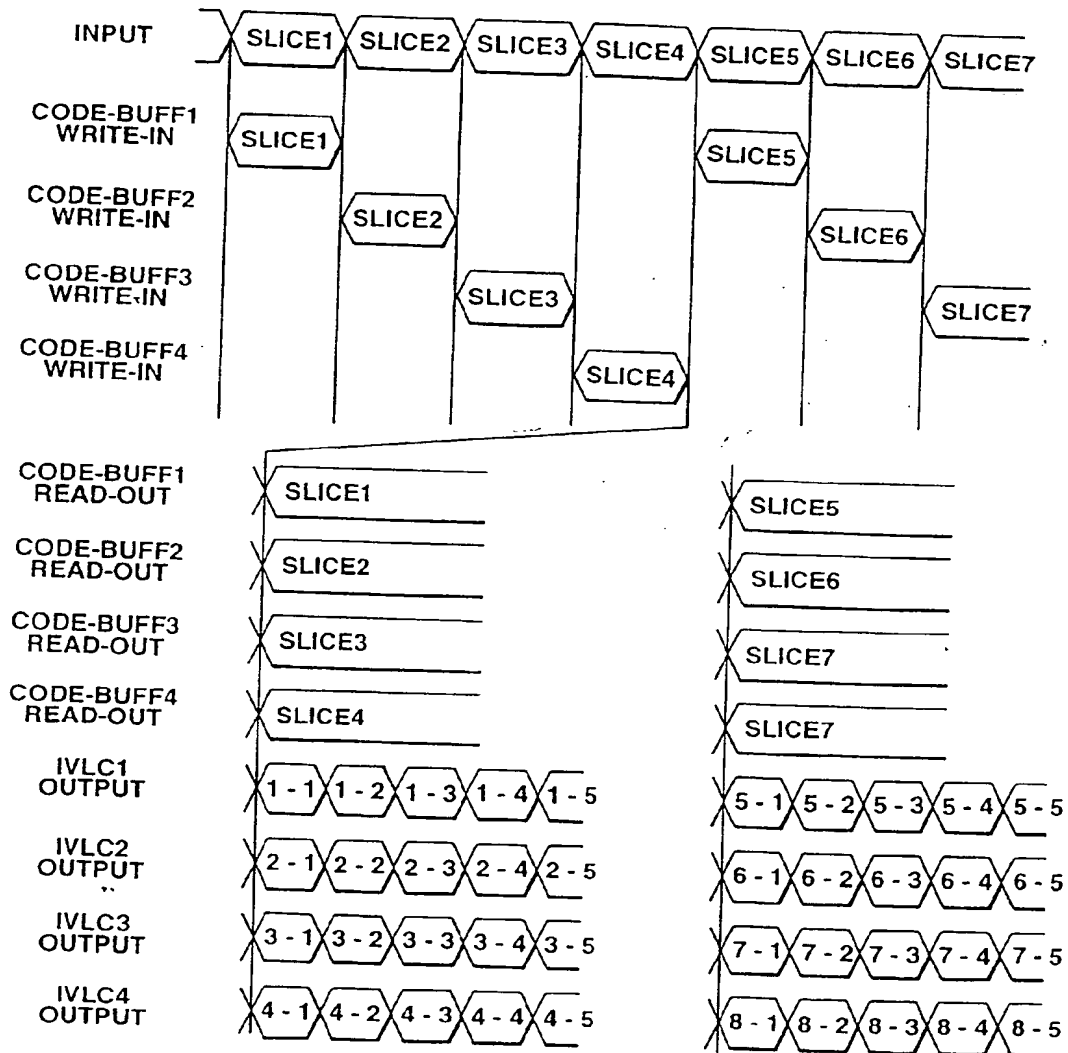 INPUT SLICE1 SLICE2 SLICE3 SLICE4 SLICE5 SLICE6 SLICE7
CODE-BUFF1
WRITE-IN SLICE1 SLICE5
CODE-BUFF2
WRITE-IN SLICE2 SLICE6
CODE-BUFF3
WRITE-IN SLICE3 SLICE7
CODE-BUFF4
WRITE-IN SLICE4
CODE-BUFF1
READ-OUT SLICE1 SLICE5
CODE-BUFF2
READ-OUT SLICE2 SLICE6
CODE-BUFF3
READ-OUT SLICE3 SLICE7
CODE-BUFF4
READ-OUT SLICE4 SLICE7
IVLC1
OUTPUT 1 - 1 1 - 2 1 - 3 1 - 4 1 - 5 5 - 1 5 - 2 5 - 3 5 - 4 5 - 5
IVLC2
OUTPUT 2 - 1 2 - 2 2 - 3 2 - 4 2 - 5 6 - 1 6 - 2 6 - 3 6 - 4 6 - 5
IVLC3
OUTPUT 3 - 1 3 - 2 3 - 3 3 - 4 3 - 5 7 - 1 7 - 2 7 - 3 7 - 4 7 - 5
IVLC4
OUTPUT 4 - 1 4 - 2 4 - 3 4 - 4 4 - 5 8 - 1 8 - 2 8 - 3 8 - 4 8 - 5